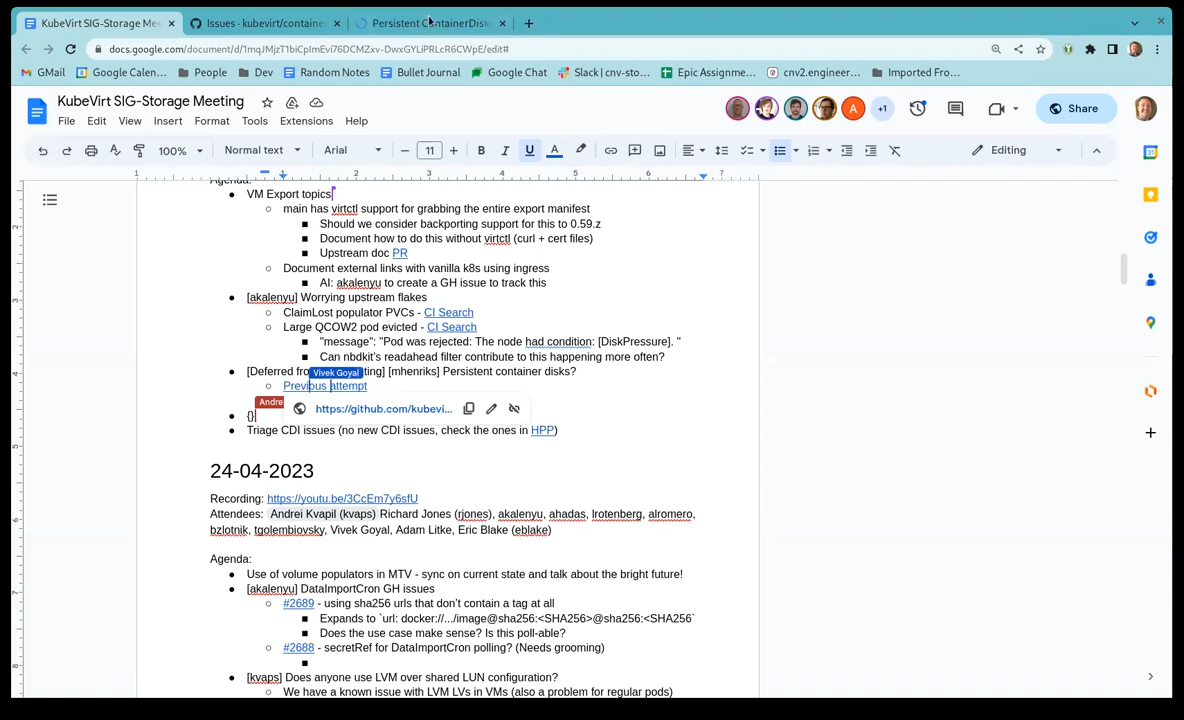 KubeVirt SIG-Storage Mee
Issues · kubevirt/containe
Persistent ContainerDisk
docs.google.com/document/d/1mqJMjzT1biCpImEvi76DCMZxv-DwxGYLiPRLcR6CWpE/edit#
GMail
Google Calen...
People
Dev
Random Notes
Bullet Journal
Google Chat
Slack | cnv-sto...
Epic Assignme...
cnv2.engineer...
Imported Fro...
KubeVirt SIG-Storage Meeting
A
+1
Share
File Edit View Insert Format Tools Extensions Help
100%
Normal text
Arial
11
Editing
1 1 2 3 4 5 6 7
Agenda:
VM Export topics
main has virtctl support for grabbing the entire export manifest
Should we consider backporting support for this to 0.59.z
Document how to do this without virtctl (curl + cert files)
Upstream doc PR
Document external links with vanilla k8s using ingress
AI: akalenyu to create a GH issue to track this
[akalenyu] Worrying upstream flakes
ClaimLost populator PVCs - CI Search
Large QCOW2 pod evicted - CI Search
"message": "Pod was rejected: The node had condition: [DiskPressure]. "
Can nbdkit's readahead filter contribute to this happening more often?
[Deferred fro
Vivek Goyal
ting] [mhenriks] Persistent container disks?
Previous attempt
Andre
https://github.com/kubevi...
{}
Triage CDI issues (no new CDI issues, check the ones in HPP)
24-04-2023
Recording: https://youtu.be/3CcEm7y6sfU
Attendees: Andrei Kvapil (kvaps) Richard Jones (rjones), akalenyu, ahadas, lrotenberg, alromero,
bzlotnik, tgolembiovsky, Vivek Goyal, Adam Litke, Eric Blake (eblake)
Agenda:
Use of volume populators in MTV - sync on current state and talk about the bright future!
[akalenyu] DataImportCron GH issues
#2689 - using sha256 urls that don't contain a tag at all
Expands to `url: docker://.../image@sha256:<SHA256>@sha256:<SHA256>`
Does the use case make sense? Is this poll-able?
#2688 - secretRef for DataImportCron polling? (Needs grooming)
[kvaps] Does anyone use LVM over shared LUN configuration?
We have a known issue with LVM LVs in VMs (also a problem for regular pods)